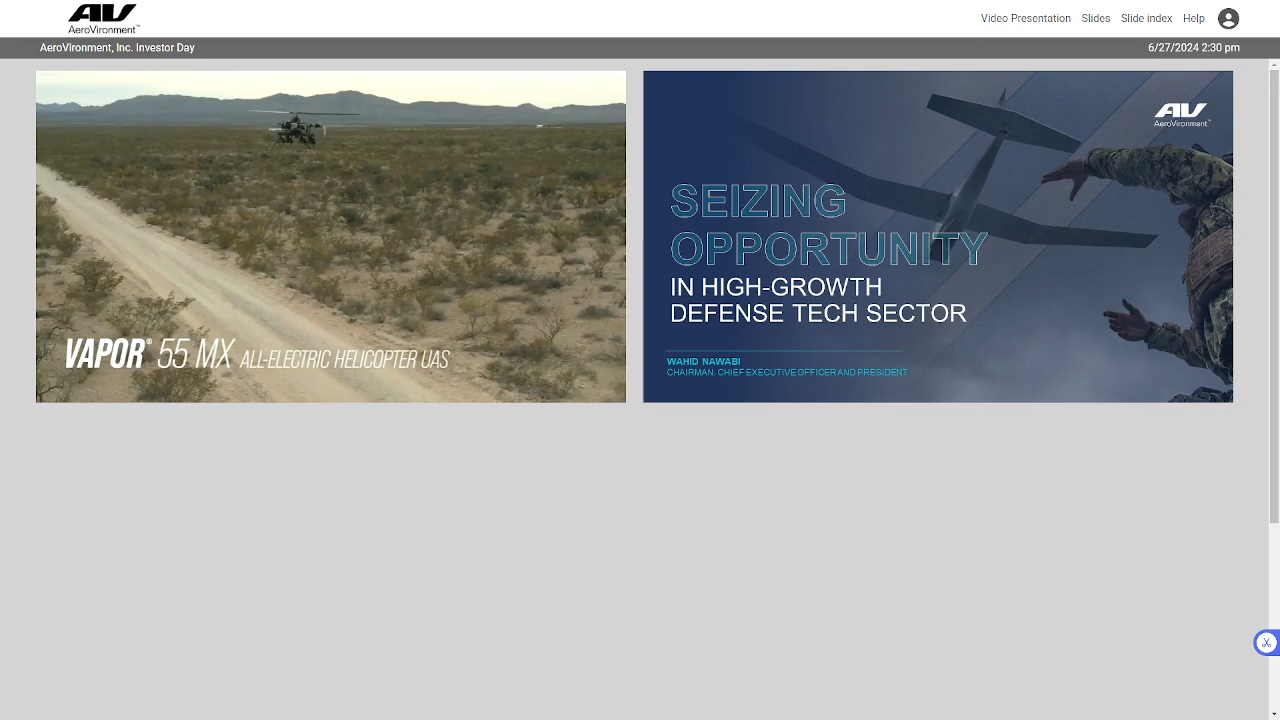 AV
AeroVironment™
Video Presentation Slides Slide index Help
AeroVIronment, Inc. Investor Day
6/27/2024 2:30 pm
VAPOR® 55 MX ALL-ELECTRIC HELICOPTER UAS
AV
AeroVironment™
SEIZING
OPPORTUNITY
IN HIGH-GROWTH
DEFENSE TECH SECTOR
WAHID NAWABI
CHAIRMAN, CHIEF EXECUTIVE OFFICER AND PRESIDENT